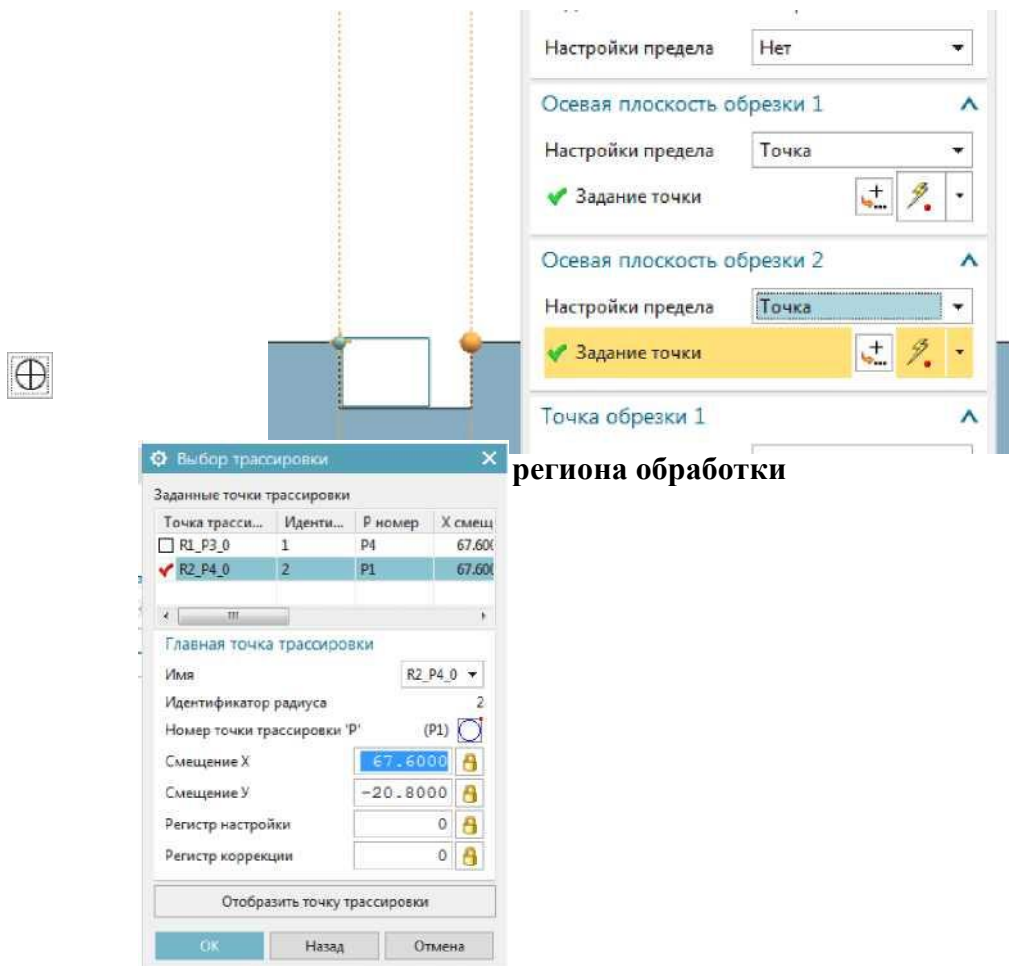 Настройки предела Нет
Осевая плоскость обрезки 1
Настройки предела Точка
Задание точки
Осевая плоскость обрезки 2
Настройки предела Точка
Задание точки
Точка обрезки 1
региона обработки
Выбор трассировки
Заданные точки трассировки
Точка трасси... Иденти... P номер X смещ
R1_P3_0 1 P4 67.600
R2_P4_0 2 P1 67.600
Главная точка трассировки
Имя R2_P4_0
Идентификатор радиуса 2
Номер точки трассировки 'P' (P1)
Смещение X 67.6000
Смещение У -20.8000
Регистр настройки 0
Регистр коррекции 0
Отобразить точку трассировки
OK Назад Отмена